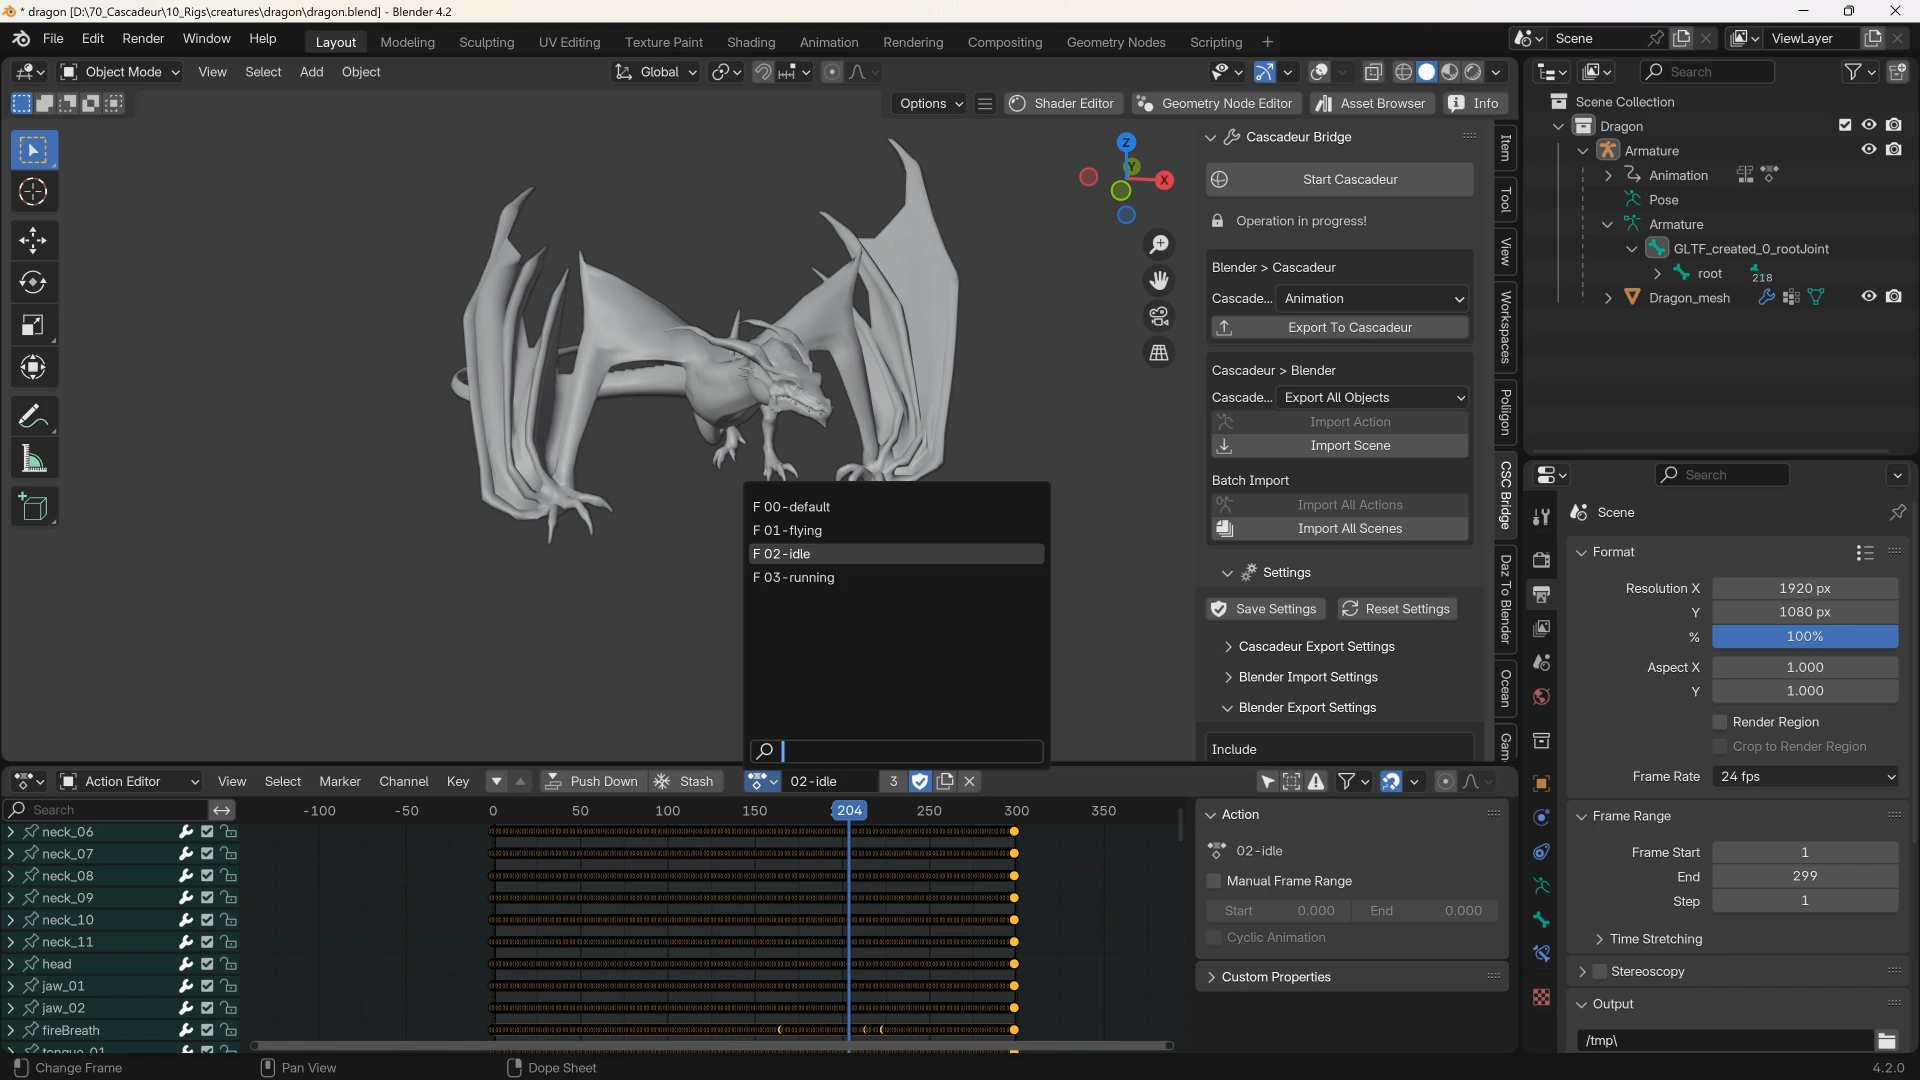 * dragon [D:\70_Cascadeur\10_Rigs\creatures\dragon\dragon.blend] - Blender 4.2
File Edit Render Window Help Layout Modeling Sculpting UV Editing Texture Paint Shading Animation Rendering Compositing Geometry Nodes Scripting + Scene ViewLayer
Object Mode View Select Add Object Global Search
Options Shader Editor Geometry Node Editor Asset Browser Info
Scene Collection
Dragon
Armature
Animation
Pose
Armature
GLTF_created_0_rootJoint
root 218
Dragon_mesh
Z
Y
X
Cascadeur Bridge
Start Cascadeur
Operation in progress!
Blender > Cascadeur
Cascade... Animation
Export To Cascadeur
Cascadeur > Blender
Cascade... Export All Objects
Import Action
Import Scene
Batch Import
Import All Actions
Import All Scenes
Settings
Save Settings Reset Settings
Cascadeur Export Settings
Blender Import Settings
Blender Export Settings
Include
Item
Tool
View
Workspaces
Poliigon
CSC Bridge
Daz To Blender
Ocean
Gam
F 00-default
F 01-flying
F 02-idle
F 03-running
Search
Scene
Format
Resolution X 1920 px
Y 1080 px
% 100%
Aspect X 1.000
Y 1.000
Render Region
Crop to Render Region
Frame Rate 24 fps
Frame Range
Frame Start 1
End 299
Step 1
Time Stretching
Stereoscopy
Output
/tmp\
Action Editor View Select Marker Channel Key Push Down Stash 02-idle 3
Search -100 -50 0 50 100 150 204 250 300 350
neck_06
neck_07
neck_08
neck_09
neck_10
neck_11
head
jaw_01
jaw_02
fireBreath
tongue_01
Action
02-idle
Manual Frame Range
Start 0.000 End 0.000
Cyclic Animation
Custom Properties
Change Frame Pan View Dope Sheet 4.2.0